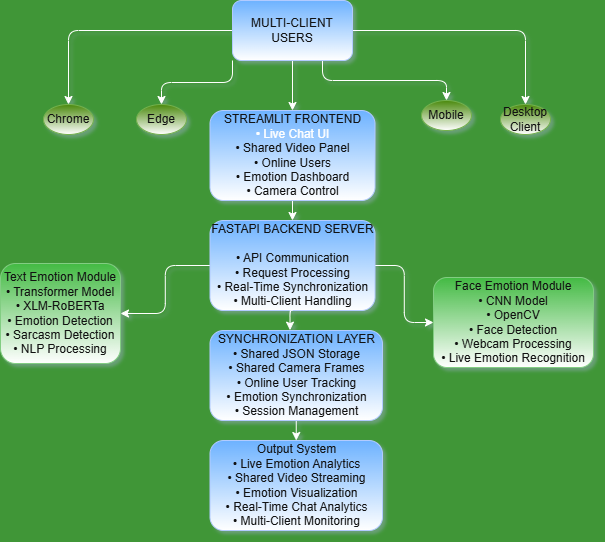 MULTI-CLIENT
USERS
Chrome
Edge
Mobile
Desktop
Client
STREAMLIT FRONTEND
• Live Chat UI
• Shared Video Panel
• Online Users
• Emotion Dashboard
• Camera Control
FASTAPI BACKEND SERVER
• API Communication
• Request Processing
• Real-Time Synchronization
• Multi-Client Handling
Text Emotion Module
• Transformer Model
• XLM-RoBERTa
• Emotion Detection
• Sarcasm Detection
• NLP Processing
Face Emotion Module
• CNN Model
• OpenCV
• Face Detection
• Webcam Processing
• Live Emotion Recognition
SYNCHRONIZATION LAYER
• Shared JSON Storage
• Shared Camera Frames
• Online User Tracking
• Emotion Synchronization
• Session Management
Output System
• Live Emotion Analytics
• Shared Video Streaming
• Emotion Visualization
• Real-Time Chat Analytics
• Multi-Client Monitoring